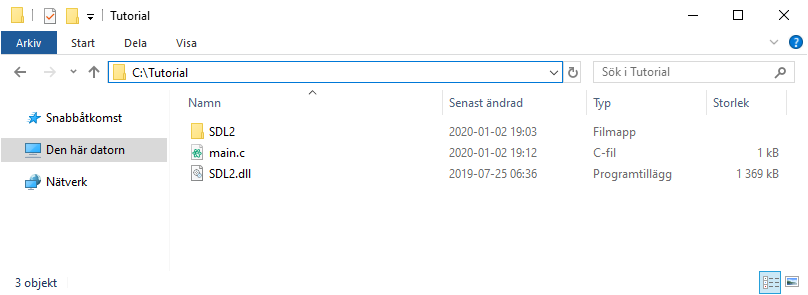 Tutorial
Arkiv Start Dela Visa
C:\Tutorial Sök i Tutorial
Namn Senast ändrad Typ Storlek
Snabbåtkomst
Den här datorn
Nätverk
SDL2 2020-01-02 19:03 Filmapp
main.c 2020-01-02 19:12 C-fil 1 kB
SDL2.dll 2019-07-25 06:36 Programtillägg 1 369 kB
3 objekt